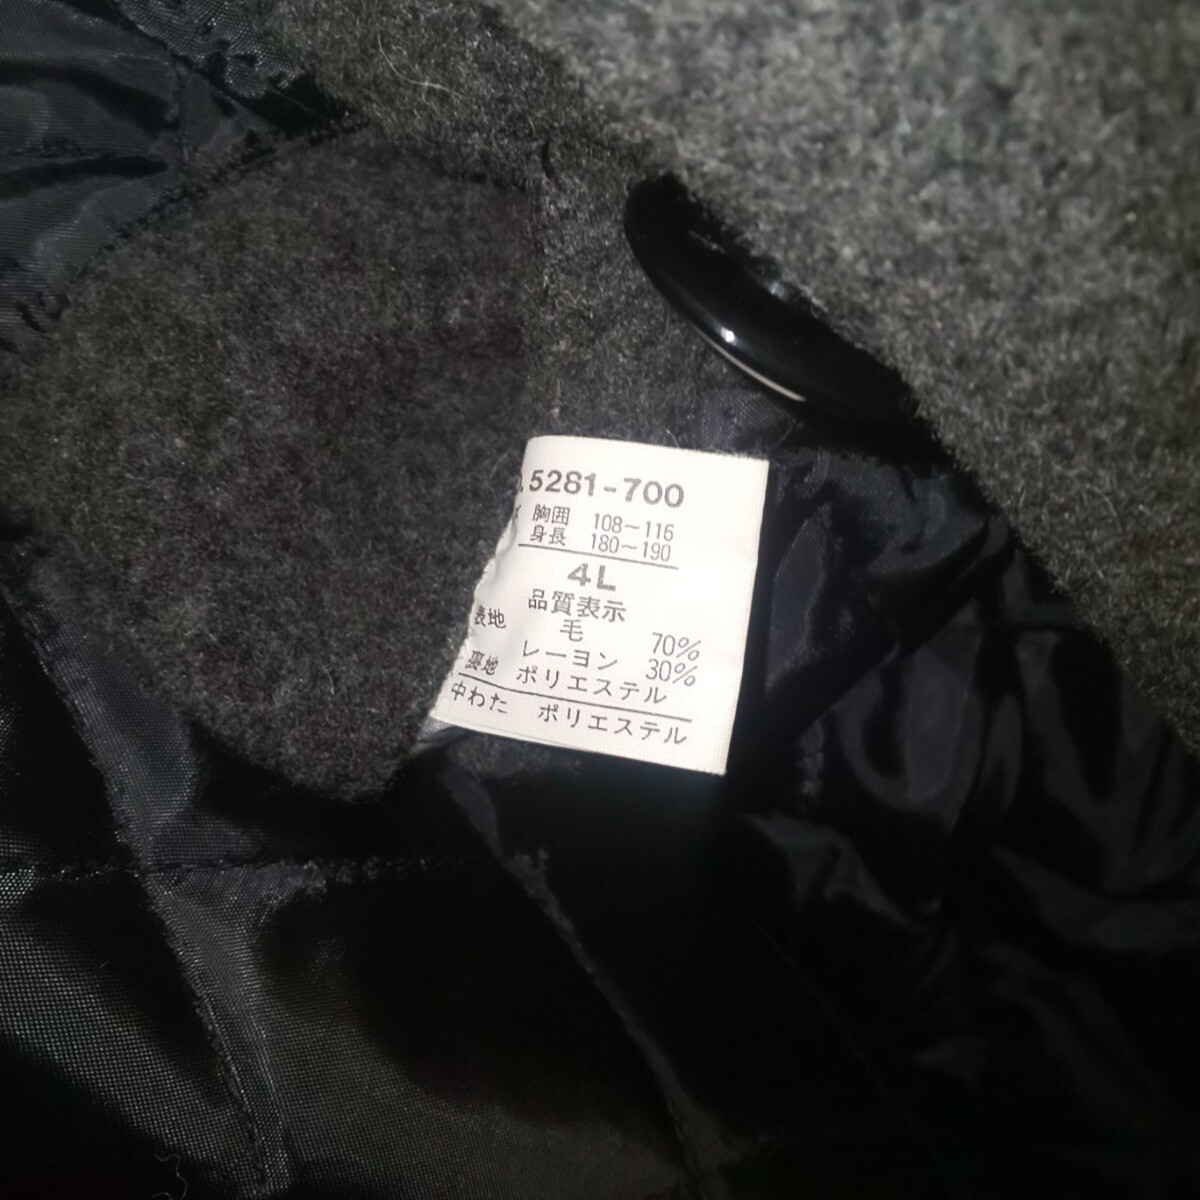 5281-700
胸囲 108～116
身長 180～190
4L
品質表示
表地 毛 70%
レーヨン 30%
裏地 ポリエステル
中わた ポリエステル